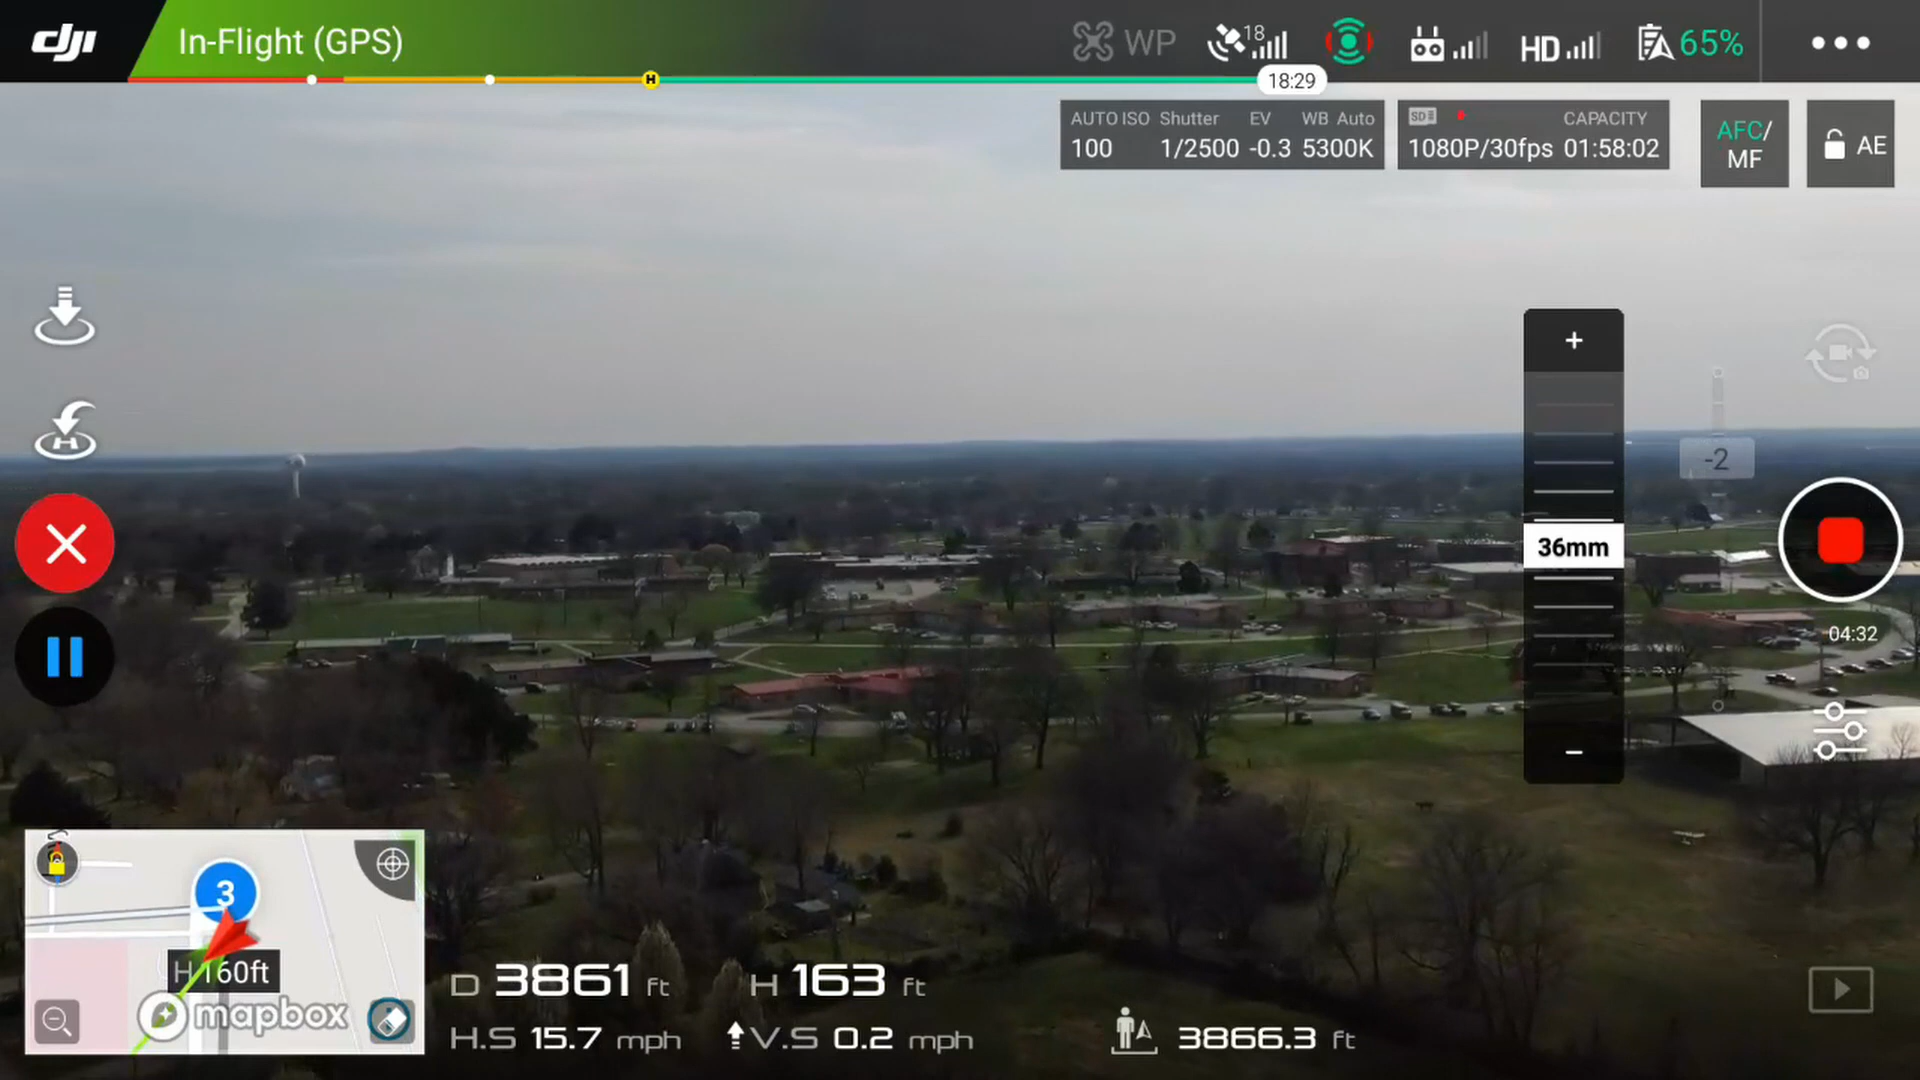 dji
In-Flight (GPS)
WP
18
HD
65%
H
18:29
AUTO ISO Shutter EV WB Auto
100 1/2500 -0.3 5300K
SD CAPACITY
1080P/30fps 01:58:02
AFC/
MF
AE
+
-2
36mm
04:32
−
3
H 160ft
mapbox
D 3861 ft H 163 ft
H.S 15.7 mph V.S 0.2 mph 3866.3 ft